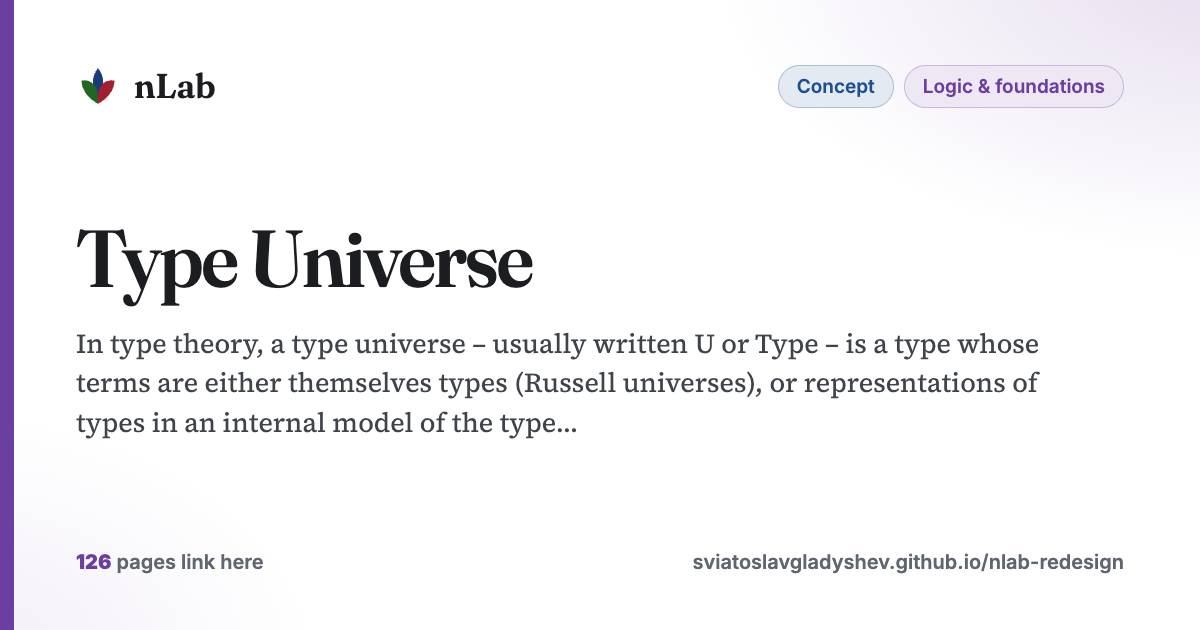 nLab
Concept
Logic & foundations
Type Universe
In type theory, a type universe – usually written U or Type – is a type whose
terms are either themselves types (Russell universes), or representations of
types in an internal model of the type...
126 pages link here
sviatoslavgladyshev.github.io/nlab-redesign